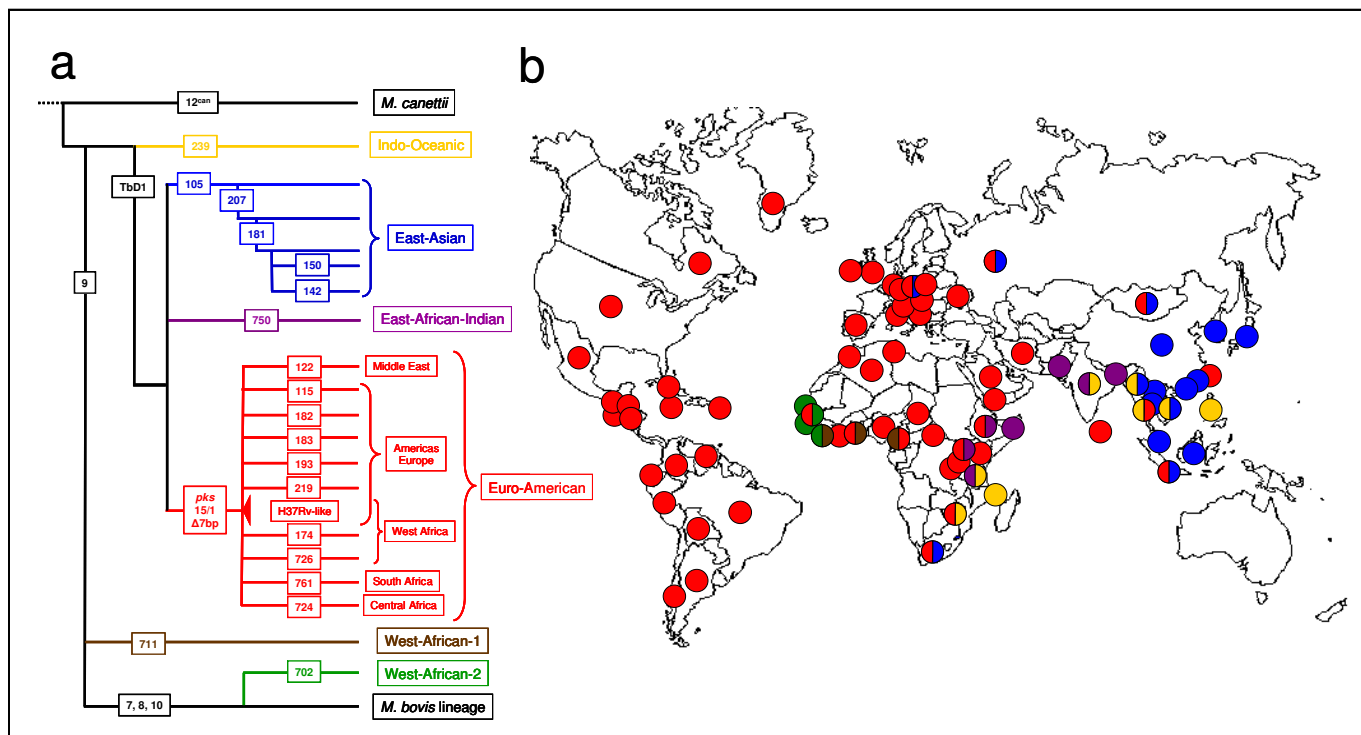 a
b
12can
M. canettii
239
Indo-Oceanic
TbD1
105
207
181
150
142
East-Asian
9
750
East-African-Indian
122
Middle East
115
182
183
193
219
H37Rv-like
Americas
Europe
pks
15/1
Δ7bp
Euro-American
174
726
West Africa
761
South Africa
724
Central Africa
711
West-African-1
702
West-African-2
7, 8, 10
M. bovis lineage